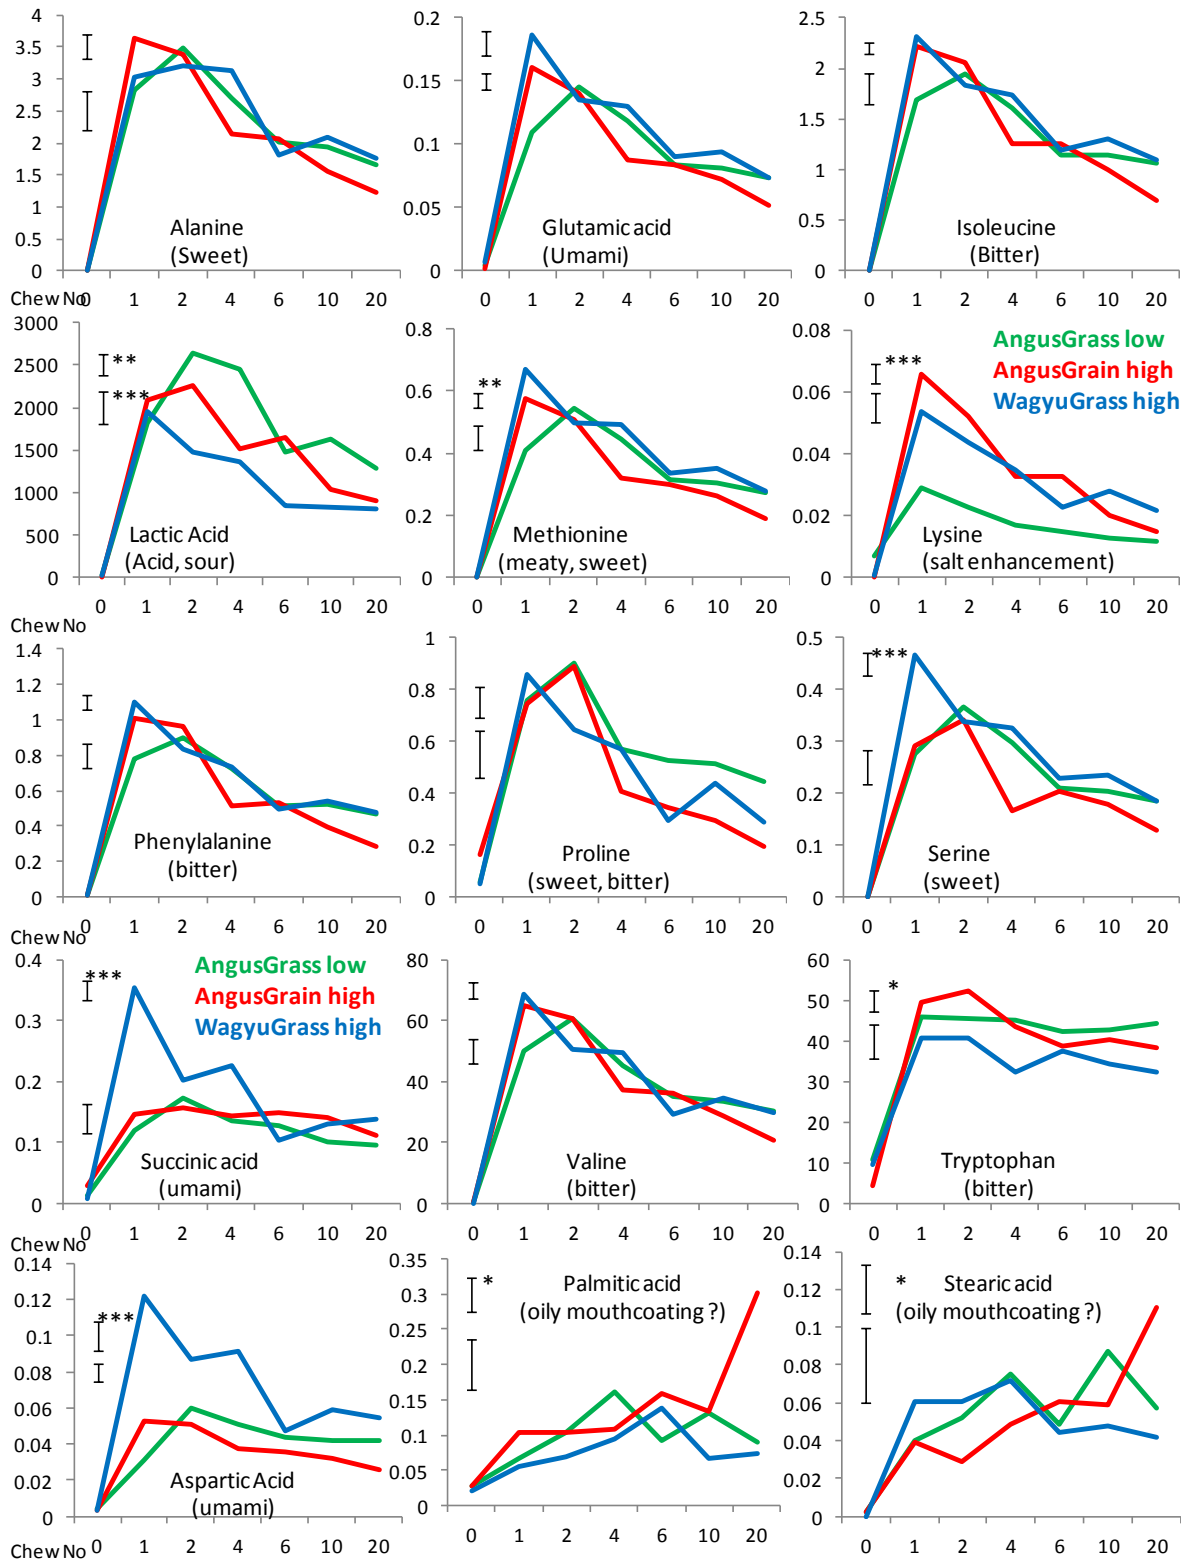 4
3.5
3
2.5
2
1.5
1
0.5
0
Alanine
(Sweet)
Chew No
0 1 2 4 6 10 20
0.2
0.15
0.1
0.05
0
Glutamic acid
(Umami)
0 1 2 4 6 10 20
2.5
2
1.5
1
0.5
0
Isoleucine
(Bitter)
0 1 2 4 6 10 20
3000
2500
2000
1500
1000
500
0
**
***
Lactic Acid
(Acid, sour)
0 1 2 4 6 10 20
Chew No
0.8
0.6
0.4
0.2
0
**
Methionine
(meaty, sweet)
0 1 2 4 6 10 20
0.08
0.06
0.04
0.02
0
***
AngusGrass low
AngusGrain high
WagyuGrass high
Lysine
(salt enhancement)
0 1 2 4 6 10 20
1.4
1.2
1
0.8
0.6
0.4
0.2
0
Phenylalanine
(bitter)
0 1 2 4 6 10 20
Chew No
1
0.8
0.6
0.4
0.2
0
Proline
(sweet, bitter)
0 1 2 4 6 10 20
0.5
0.4
0.3
0.2
0.1
0
***
Serine
(sweet)
0 1 2 4 6 10 20
0.4
0.3
0.2
0.1
0
***
AngusGrass low
AngusGrain high
WagyuGrass high
Succinic acid
(umami)
0 1 2 4 6 10 20
Chew No
80
60
40
20
0
Valine
(bitter)
0 1 2 4 6 10 20
60
50
40
30
20
10
0
*
Tryptophan
(bitter)
0 1 2 4 6 10 20
0.14
0.12
0.1
0.08
0.06
0.04
0.02
0
***
Aspartic Acid
(umami)
0 1 2 4 6 10 20
Chew No
0.35
0.3
0.25
0.2
0.15
0.1
0.05
0
*
Palmitic acid
(oily mouthcoating ?)
0 1 2 4 6 10 20
0.14
0.12
0.1
0.08
0.06
0.04
0.02
0
*
Stearic acid
(oily mouthcoating ?)
0 1 2 4 6 10 20